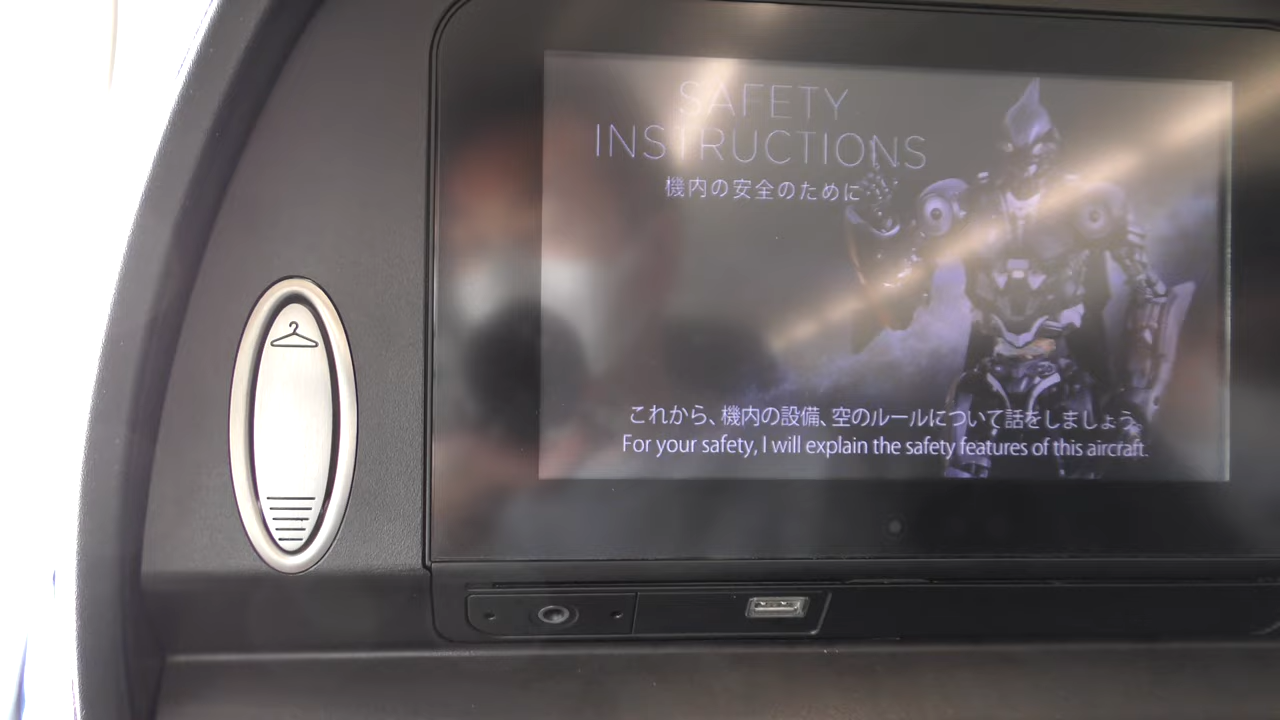 SAFETY
INSTRUCTIONS
機内の安全のために
これから、機内の設備、空のルールについて話をしましょう。
For your safety, I will explain the safety features of this aircraft.